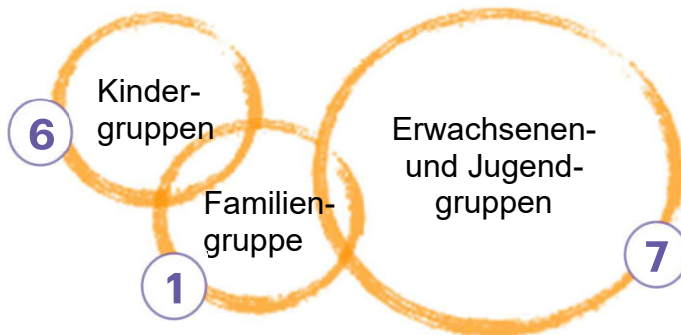 Kinder-
gruppen
6
Familien-
gruppe
1
Erwachsenen-
und Jugend-
gruppen
7